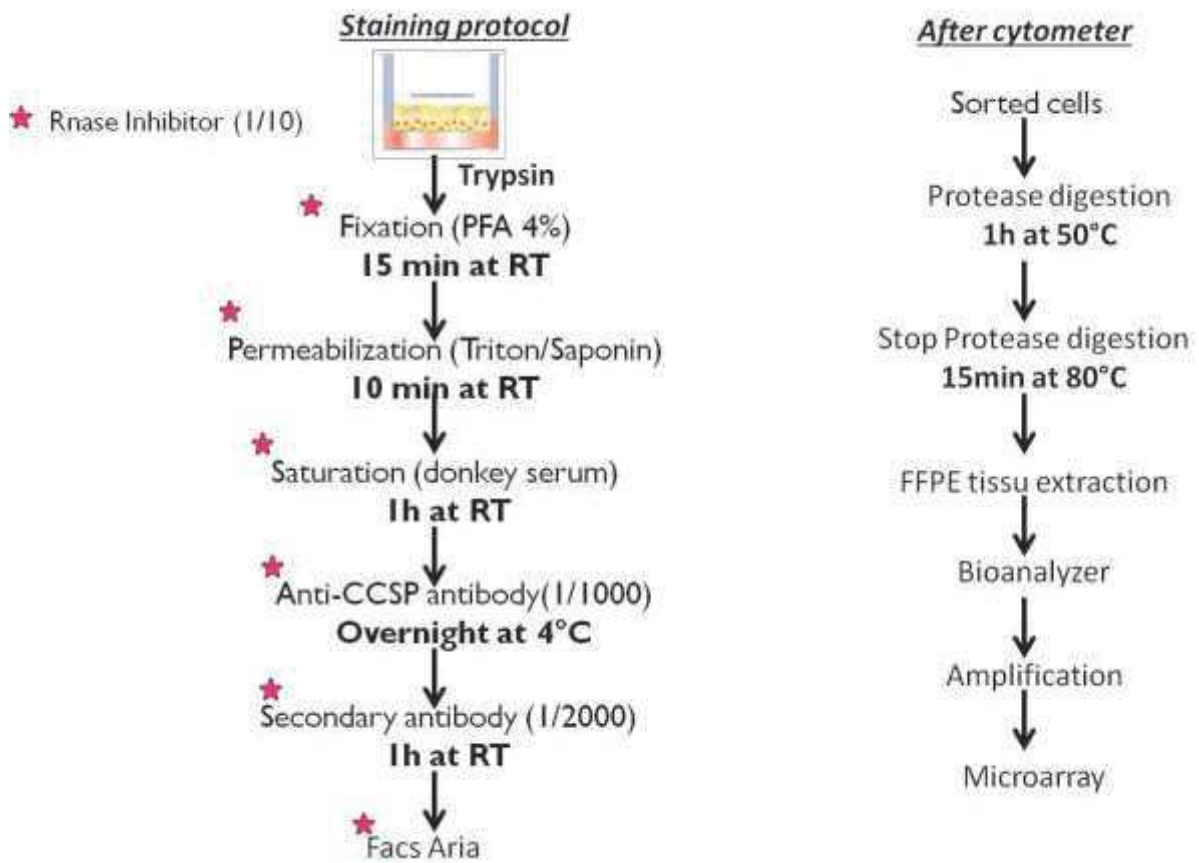 Staining protocol
Rnase Inhibitor (1/10)
Trypsin
Fixation (PFA 4%)
15 min at RT
Permeabilization (Triton/Saponin)
10 min at RT
Saturation (donkey serum)
1h at RT
Anti-CCSP antibody(1/1000)
Overnight at 4°C
Secondary antibody (1/2000)
1h at RT
Facs Aria
After cytometer
Sorted cells
Protease digestion
1h at 50°C
Stop Protease digestion
15min at 80°C
FFPE tissu extraction
Bioanalyzer
Amplification
Microarray